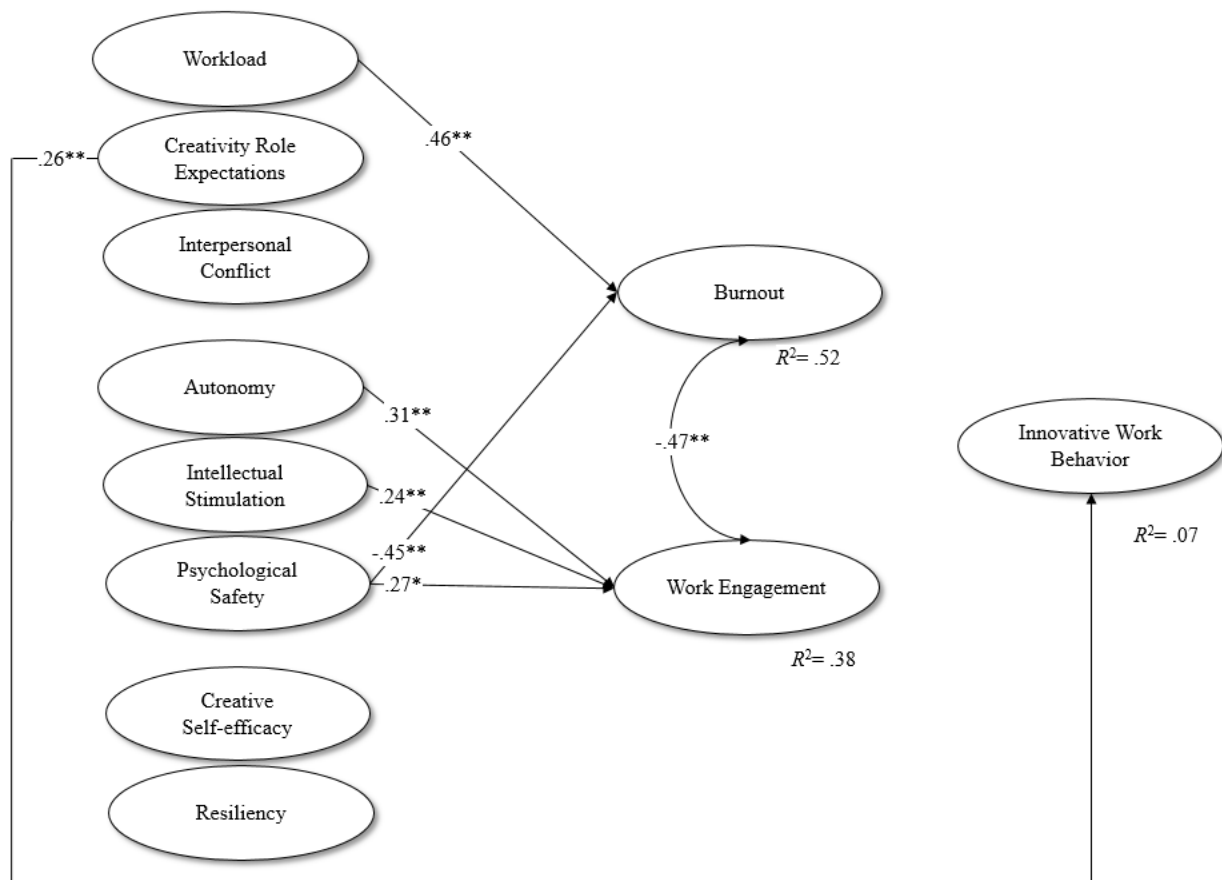 Workload
.46**
.26**
Creativity Role
Expectations
Interpersonal
Conflict
Burnout
R²= .52
Autonomy
.31**
-.47**
Innovative Work
Behavior
R²= .07
Intellectual
Stimulation
.24**
-.45**
Psychological
Safety
.27*
Work Engagement
R²= .38
Creative
Self-efficacy
Resiliency